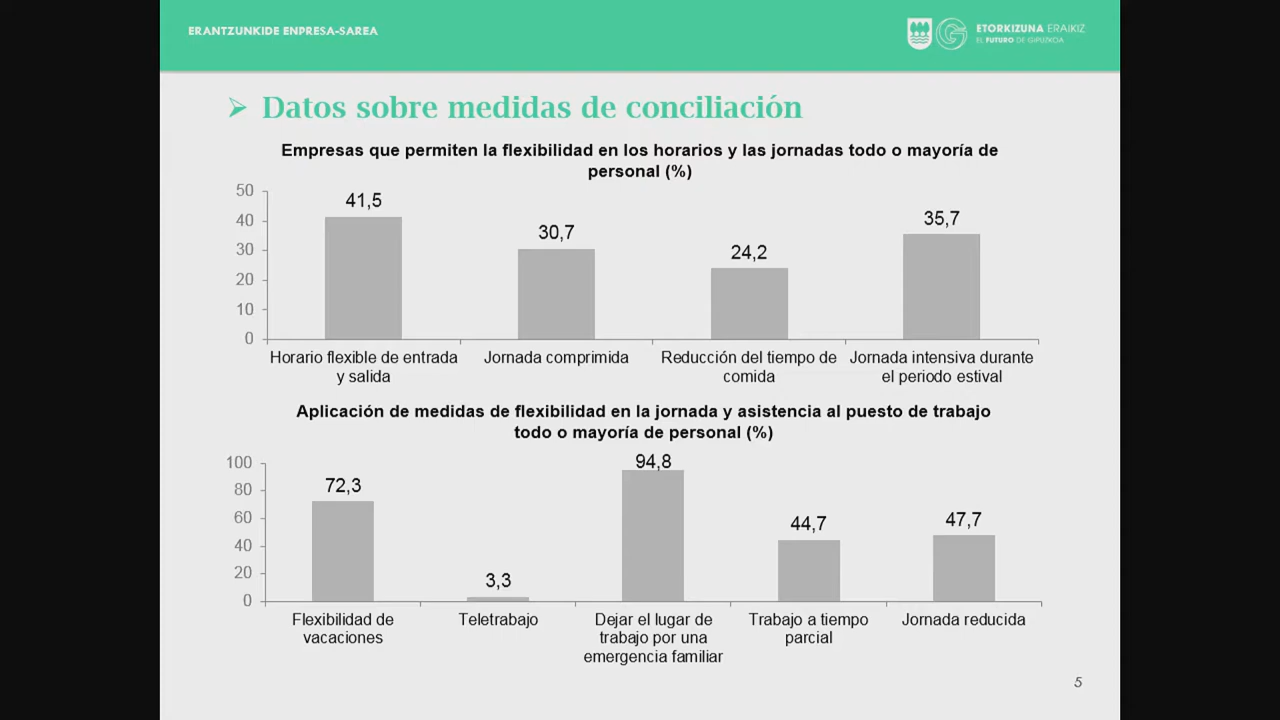 ERANTZUNKIDE ENPRESA-SAREA
ETORKIZUNA ERAIKIZ
EL FUTURO DE GIPUZKOA
➢ Datos sobre medidas de conciliación
Empresas que permiten la flexibilidad en los horarios y las jornadas todo o mayoría de
personal (%)
50
40
30
20
10
0
41,5
30,7
24,2
35,7
Horario flexible de entrada
y salida
Jornada comprimida
Reducción del tiempo de
comida
Jornada intensiva durante
el periodo estival
Aplicación de medidas de flexibilidad en la jornada y asistencia al puesto de trabajo
todo o mayoría de personal (%)
100
80
60
40
20
0
72,3
3,3
94,8
44,7
47,7
Flexibilidad de
vacaciones
Teletrabajo
Dejar el lugar de
trabajo por una
emergencia familiar
Trabajo a tiempo
parcial
Jornada reducida
5